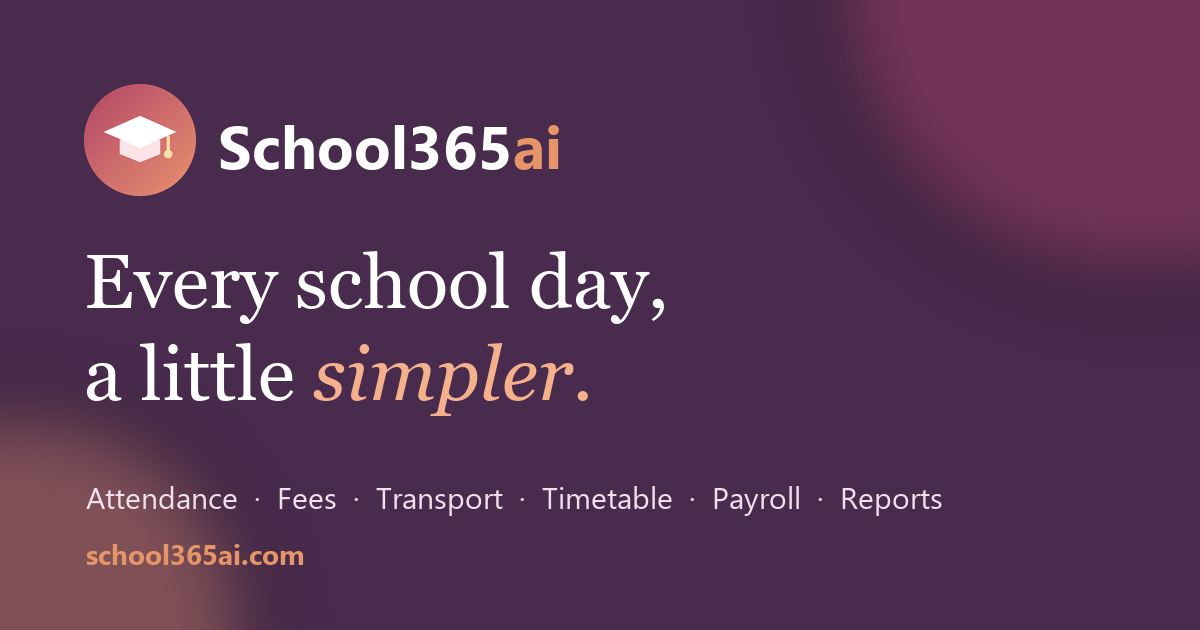 School365ai
Every school day,
a little simpler.
Attendance · Fees · Transport · Timetable · Payroll · Reports
school365ai.com